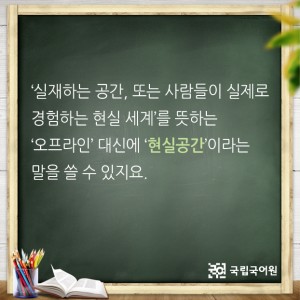 ‘실재하는 공간, 또는 사람들이 실제로
경험하는 현실 세계’를 뜻하는
‘오프라인’ 대신에 ‘현실공간’이라는
말을 쓸 수 있지요.
국립국어원